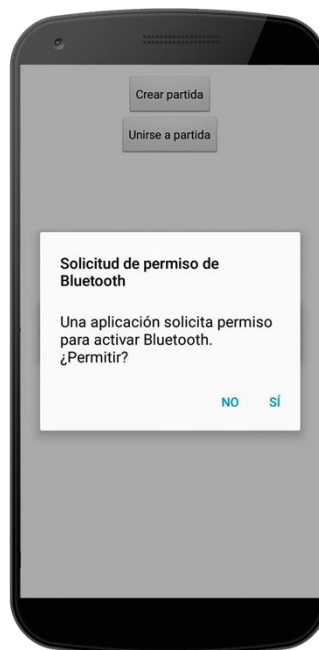 Crear partida
Unirse a partida
Solicitud de permiso de
Bluetooth
Una aplicación solicita permiso
para activar Bluetooth.
¿Permitir?
NO SÍ